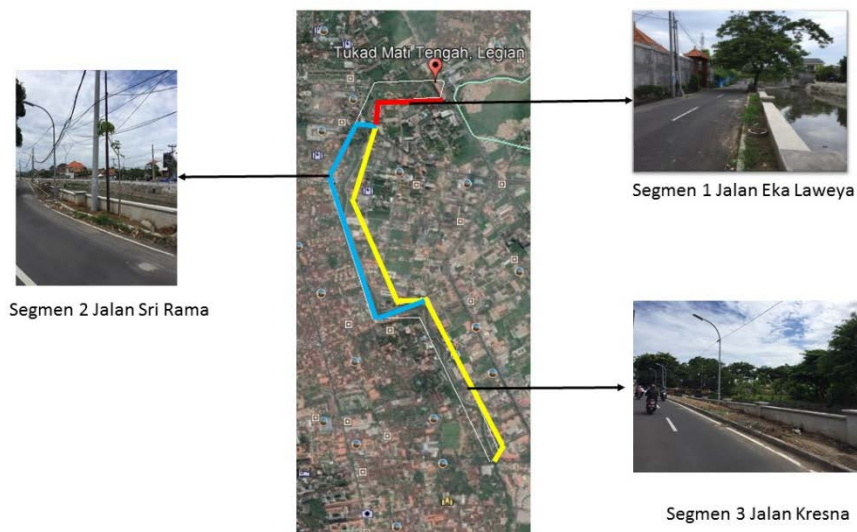 Tukad Mati Tengah, Legian
Segmen 1 Jalan Eka Laweya
Segmen 2 Jalan Sri Rama
Segmen 3 Jalan Kresna